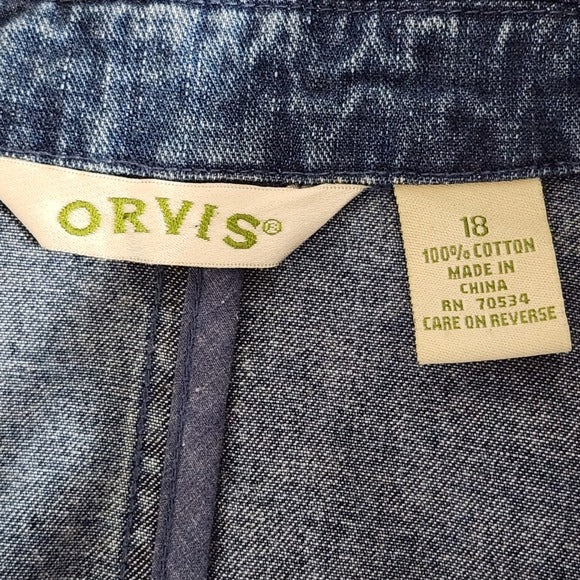 ORVIS®
18
100% COTTON
MADE IN
CHINA
RN 70534
CARE ON REVERSE